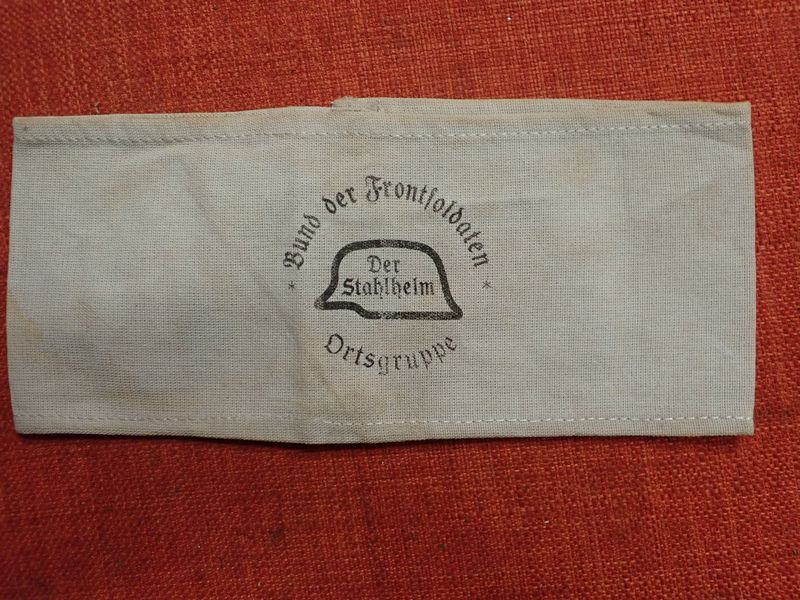 * Bund der Frontſoldaten *
Der
Stahlhelm
Ortsgruppe